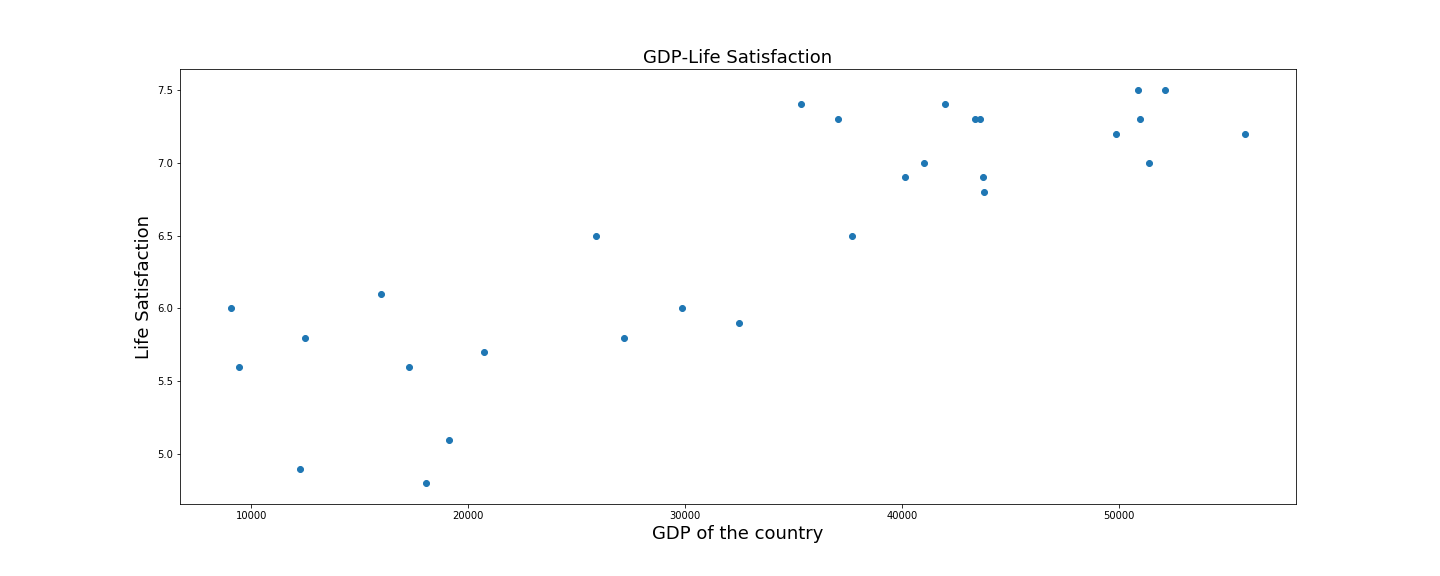 GDP-Life Satisfaction
7.5
7.0
6.5
6.0
5.5
5.0
Life Satisfaction
10000 20000 30000 40000 50000
GDP of the country